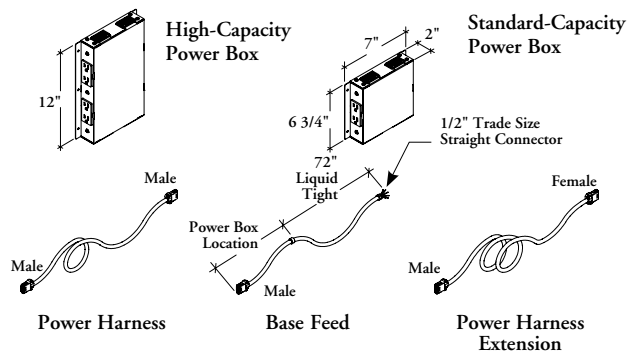 High-Capacity
Power Box
12"
Standard-Capacity
Power Box
7"
2"
6 3/4"
1/2" Trade Size
Straight Connector
72"
Liquid
Tight
Power Box
Location
Male
Male
Male
Female
Male
Power Harness
Base Feed
Power Harness
Extension